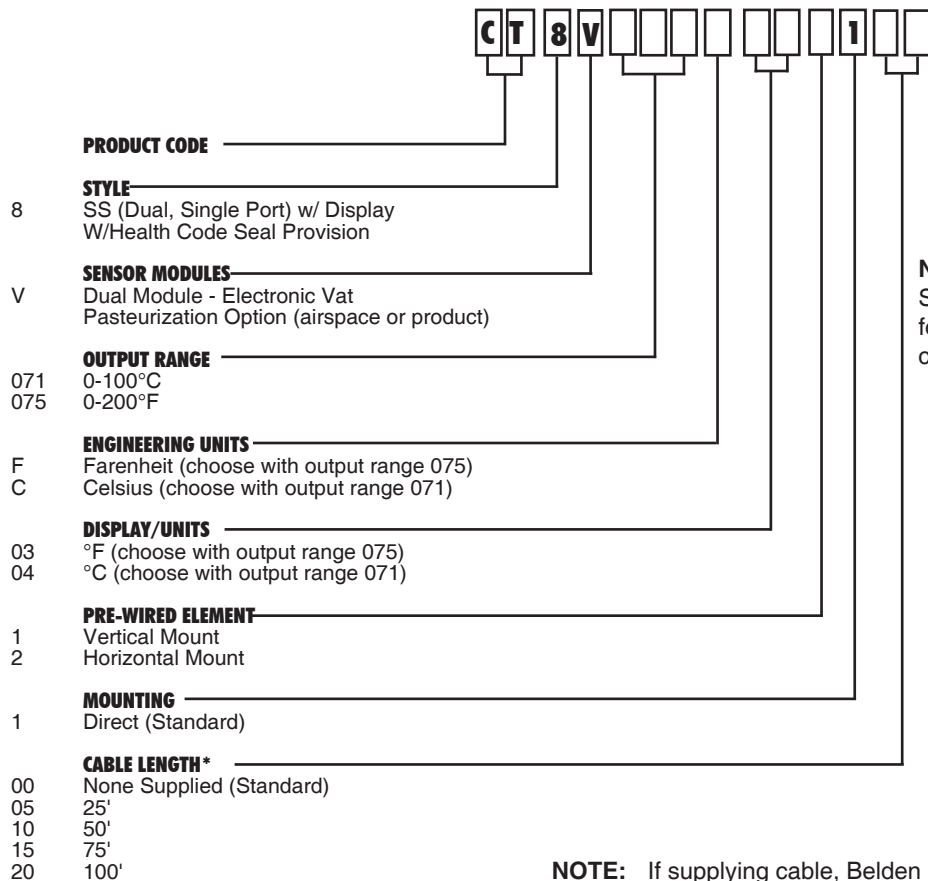 C T 8 V 1
PRODUCT CODE
STYLE
8 SS (Dual, Single Port) w/ Display
W/Health Code Seal Provision
SENSOR MODULES
V Dual Module - Electronic Vat
Pasteurization Option (airspace or product)
OUTPUT RANGE
071 0-100°C
075 0-200°F
ENGINEERING UNITS
F Farenheit (choose with output range 075)
C Celsius (choose with output range 071)
DISPLAY/UNITS
03 °F (choose with output range 075)
04 °C (choose with output range 071)
PRE-WIRED ELEMENT
1 Vertical Mount
2 Horizontal Mount
MOUNTING
1 Direct (Standard)
CABLE LENGTH*
00 None Supplied (Standard)
05 25'
10 50'
15 75'
20 100'
NOTE: If supplying cable, Belden